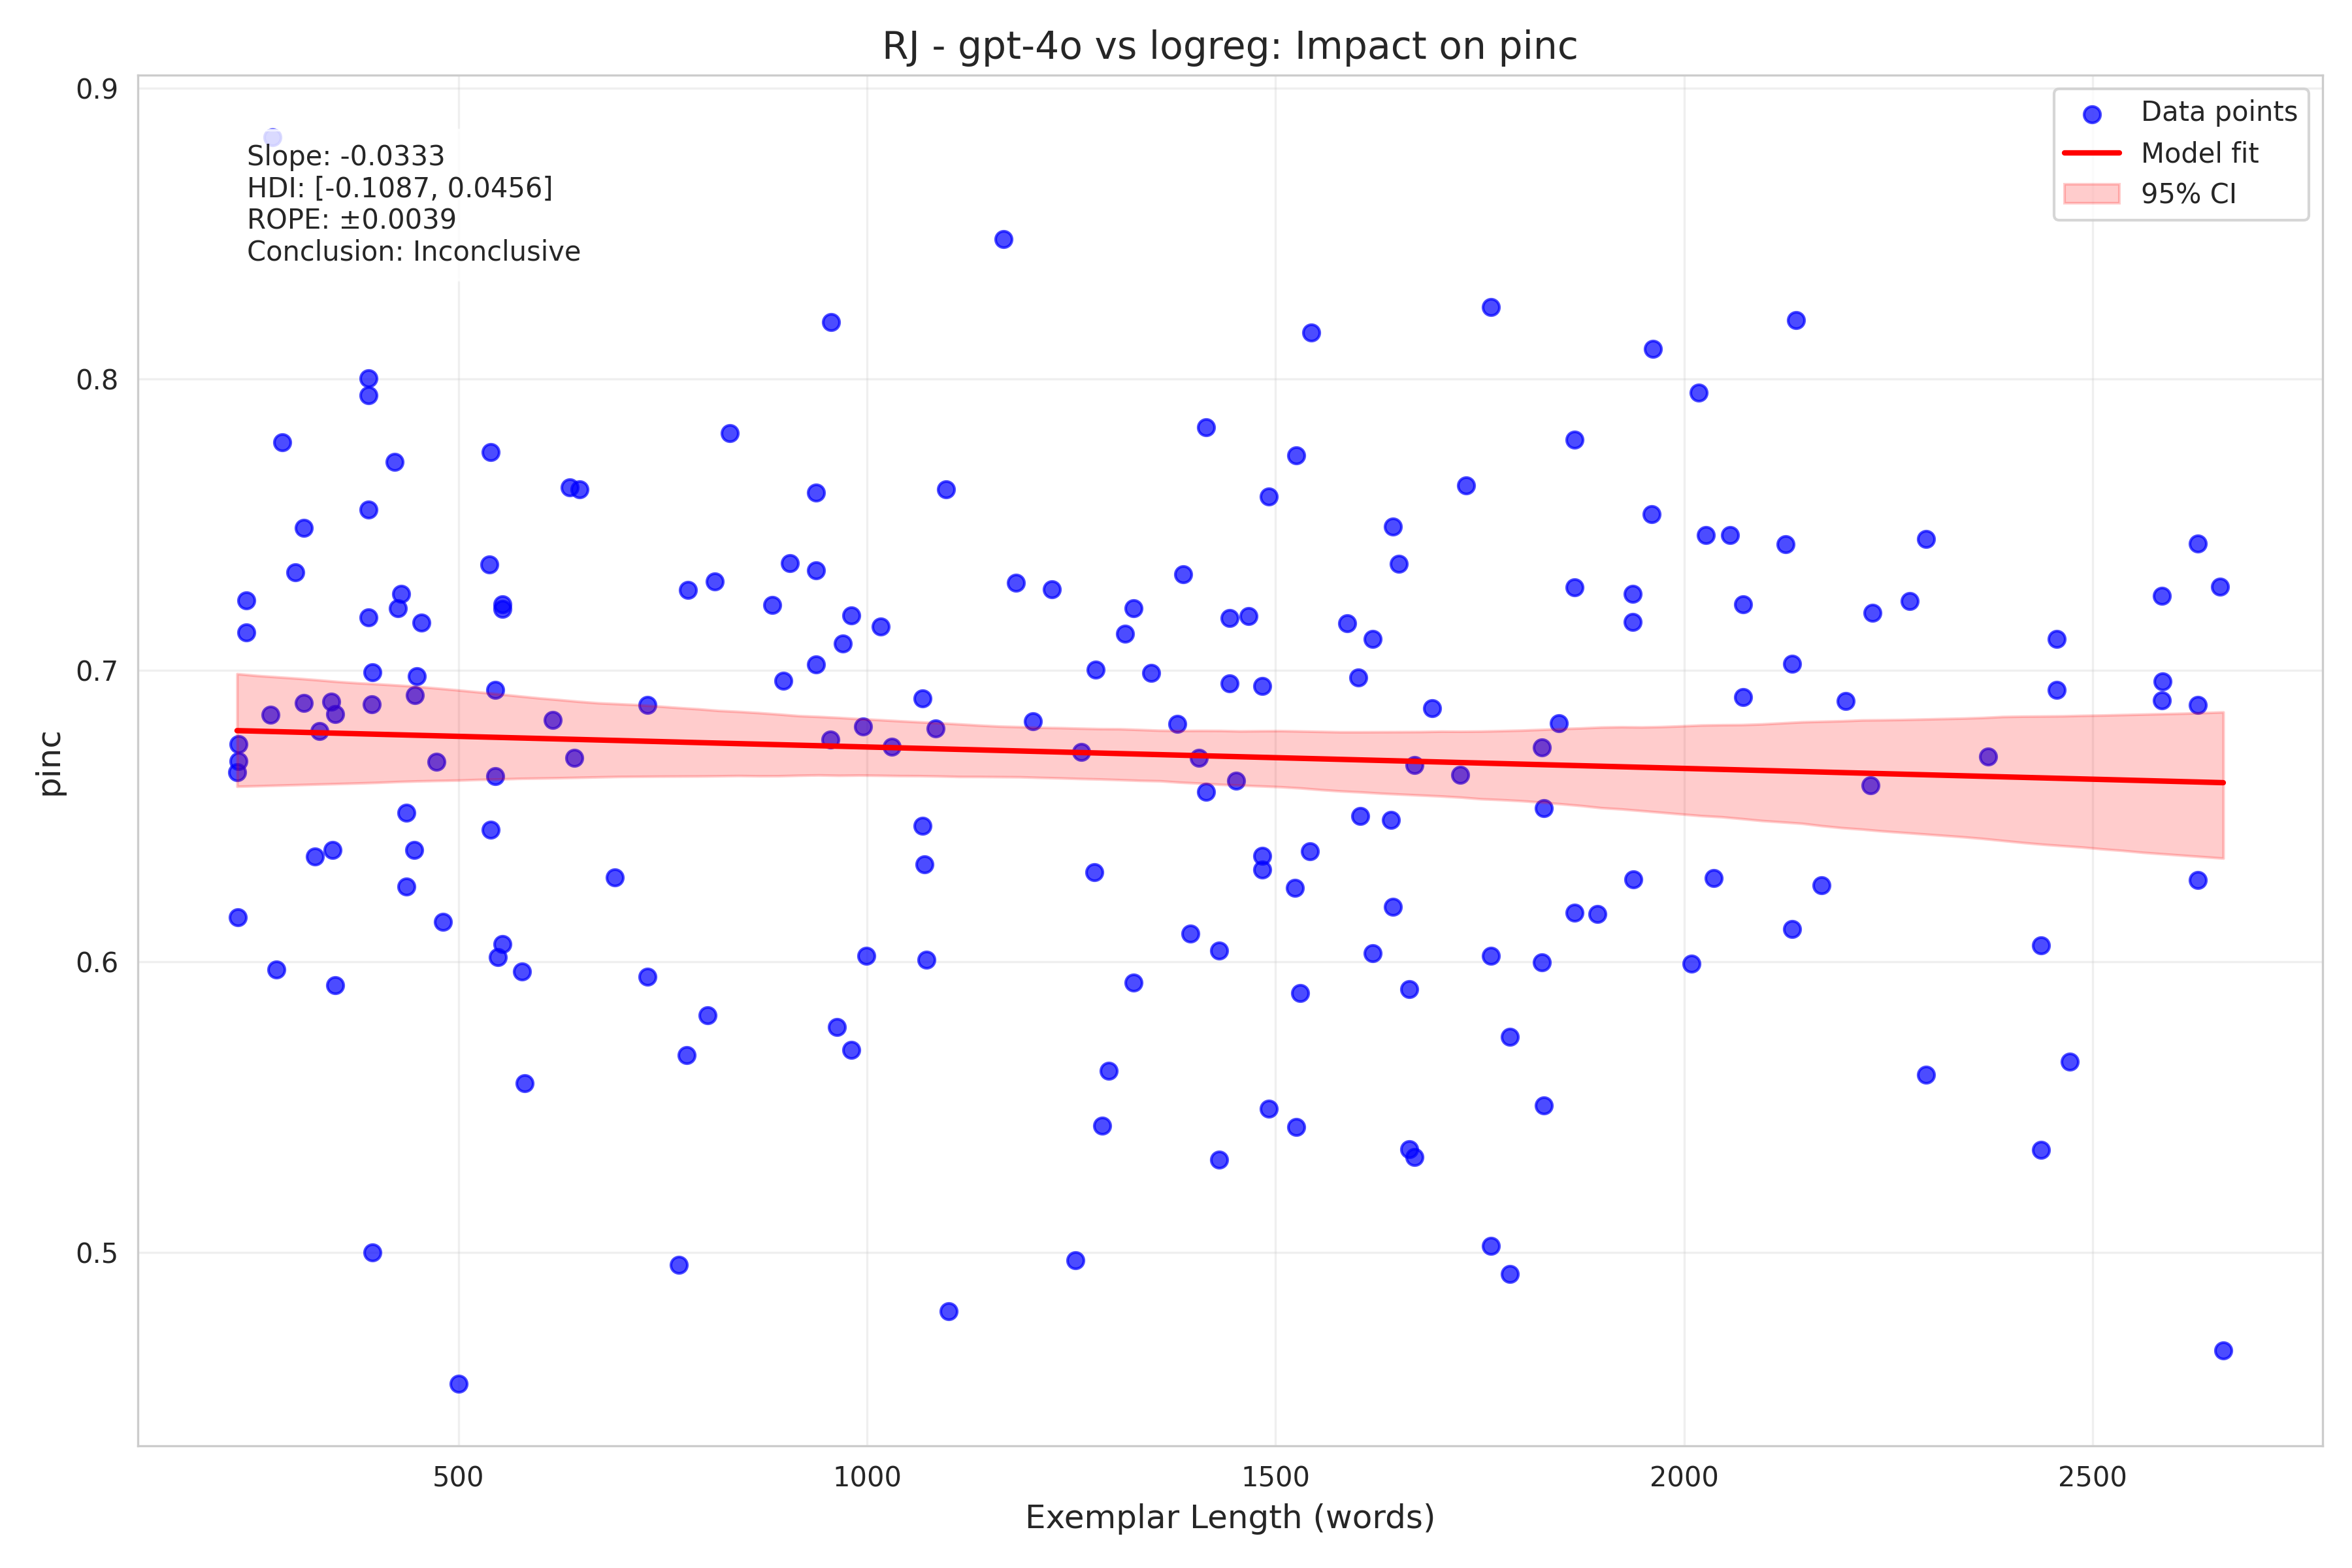 RJ - gpt-4o vs logreg: Impact on pinc
Slope: -0.0333
HDI: [-0.1087, 0.0456]
ROPE: ±0.0039
Conclusion: Inconclusive
Data points
Model fit
95% CI
pinc
0.9
0.8
0.7
0.6
0.5
500
1000
1500
2000
2500
Exemplar Length (words)